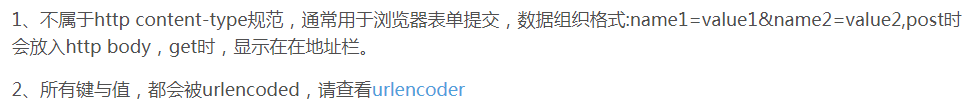 1、不属于http content-type规范，通常用于浏览器表单提交，数据组织格式:name1=value1&name2=value2,post时
会放入http body，get时，显示在在地址栏。
2、所有键与值，都会被urlencoded，请查看urlencoder